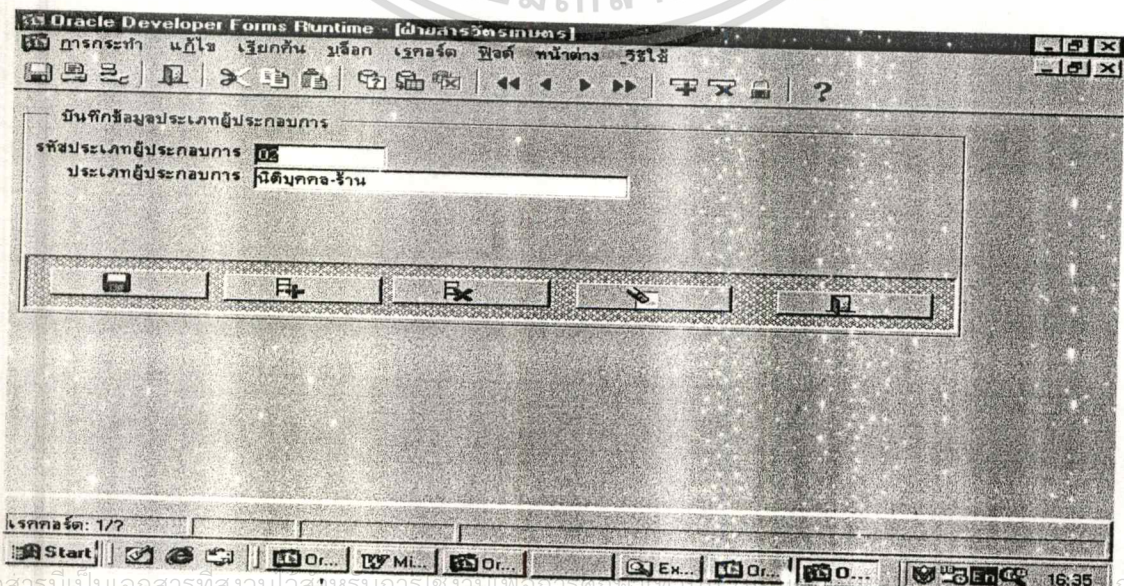 Oracle Developer Forms Runtime - [ฝ่ายสารวัตรเกษตร]
การกระทำ แก้ไข เรียกค้น บล็อก เรคคอร์ด ฟิลด์ หน้าต่าง วิธีใช้
บันทึกข้อมูลประเภทผู้ประกอบการ
รหัสประเภทผู้ประกอบการ 02
ประเภทผู้ประกอบการ นิติบุคคล-ร้าน
เรคคอร์ด: 1/?
Start Or... Mi... Or... Ex... Or... O... En 16:35